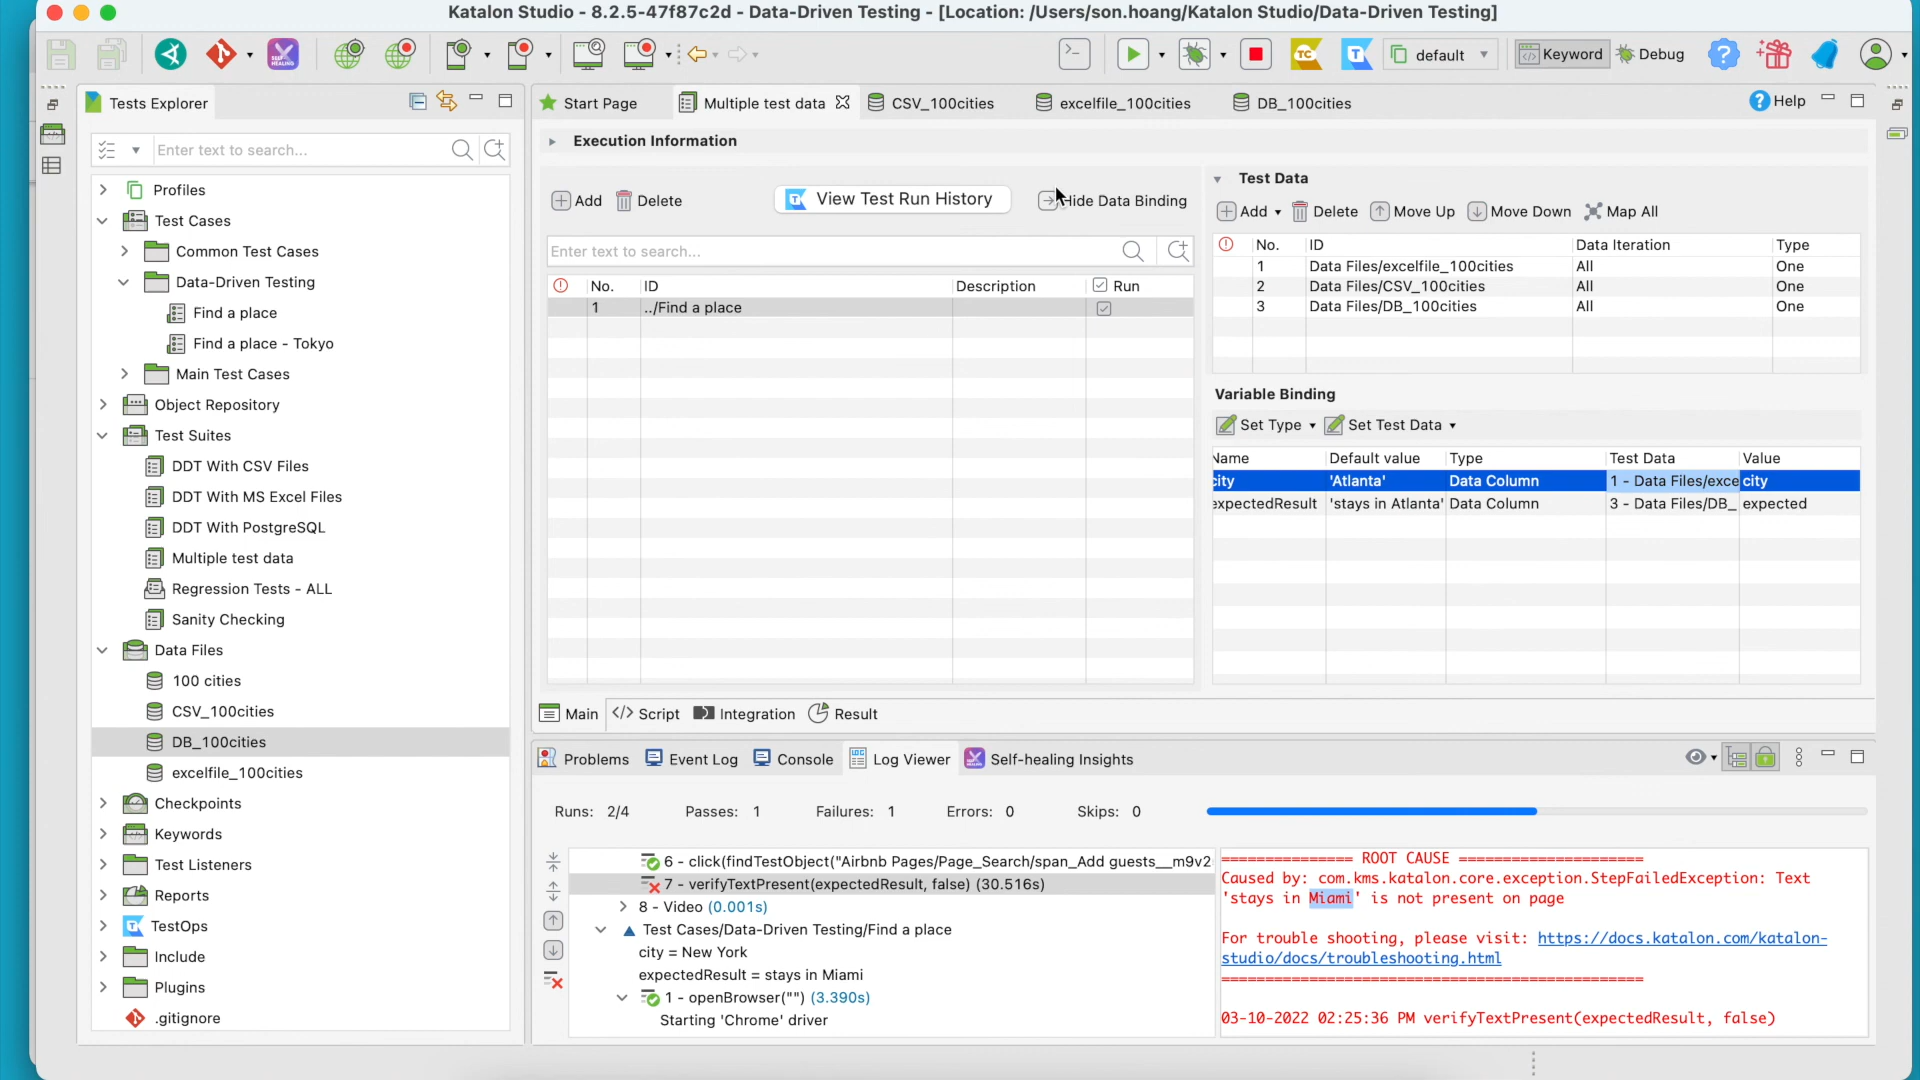 Katalon Studio - 8.2.5-47f87c2d - Data-Driven Testing - [Location: /Users/son.hoang/Katalon Studio/Data-Driven Testing]
SELF HEALING
TC
T
default
Keyword
Debug
?
Tests Explorer
Enter text to search...
Profiles
Test Cases
Common Test Cases
Data-Driven Testing
Find a place
Find a place - Tokyo
Main Test Cases
Object Repository
Test Suites
DDT With CSV Files
DDT With MS Excel Files
DDT With PostgreSQL
Multiple test data
Regression Tests - ALL
Sanity Checking
Data Files
100 cities
CSV_100cities
DB_100cities
excelfile_100cities
Checkpoints
Keywords
Test Listeners
Reports
TestOps
Include
Plugins
.gitignore
Start Page
Multiple test data
CSV_100cities
excelfile_100cities
DB_100cities
Help
Execution Information
Add
Delete
View Test Run History
Hide Data Binding
Enter text to search...
No. ID Description Run
1 ../Find a place
Test Data
Add Delete Move Up Move Down Map All
No. ID Data Iteration Type
1 Data Files/excelfile_100cities All One
2 Data Files/CSV_100cities All One
3 Data Files/DB_100cities All One
Variable Binding
Set Type Set Test Data
Name Default value Type Test Data Value
city 'Atlanta' Data Column 1 - Data Files/exce city
expectedResult 'stays in Atlanta' Data Column 3 - Data Files/DB_ expected
Main Script Integration Result
Problems Event Log Console Log Viewer Self-healing Insights
Runs: 2/4 Passes: 1 Failures: 1 Errors: 0 Skips: 0
6 - click(findTestObject("Airbnb Pages/Page_Search/span_Add guests__m9v2
7 - verifyTextPresent(expectedResult, false) (30.516s)
8 - Video (0.001s)
Test Cases/Data-Driven Testing/Find a place
city = New York
expectedResult = stays in Miami
1 - openBrowser("") (3.390s)
Starting 'Chrome' driver
=============== ROOT CAUSE =====================
Caused by: com.kms.katalon.core.exception.StepFailedException: Text
'stays in Miami' is not present on page
For trouble shooting, please visit: https://docs.katalon.com/katalon-
studio/docs/troubleshooting.html
================================================
03-10-2022 02:25:36 PM verifyTextPresent(expectedResult, false)